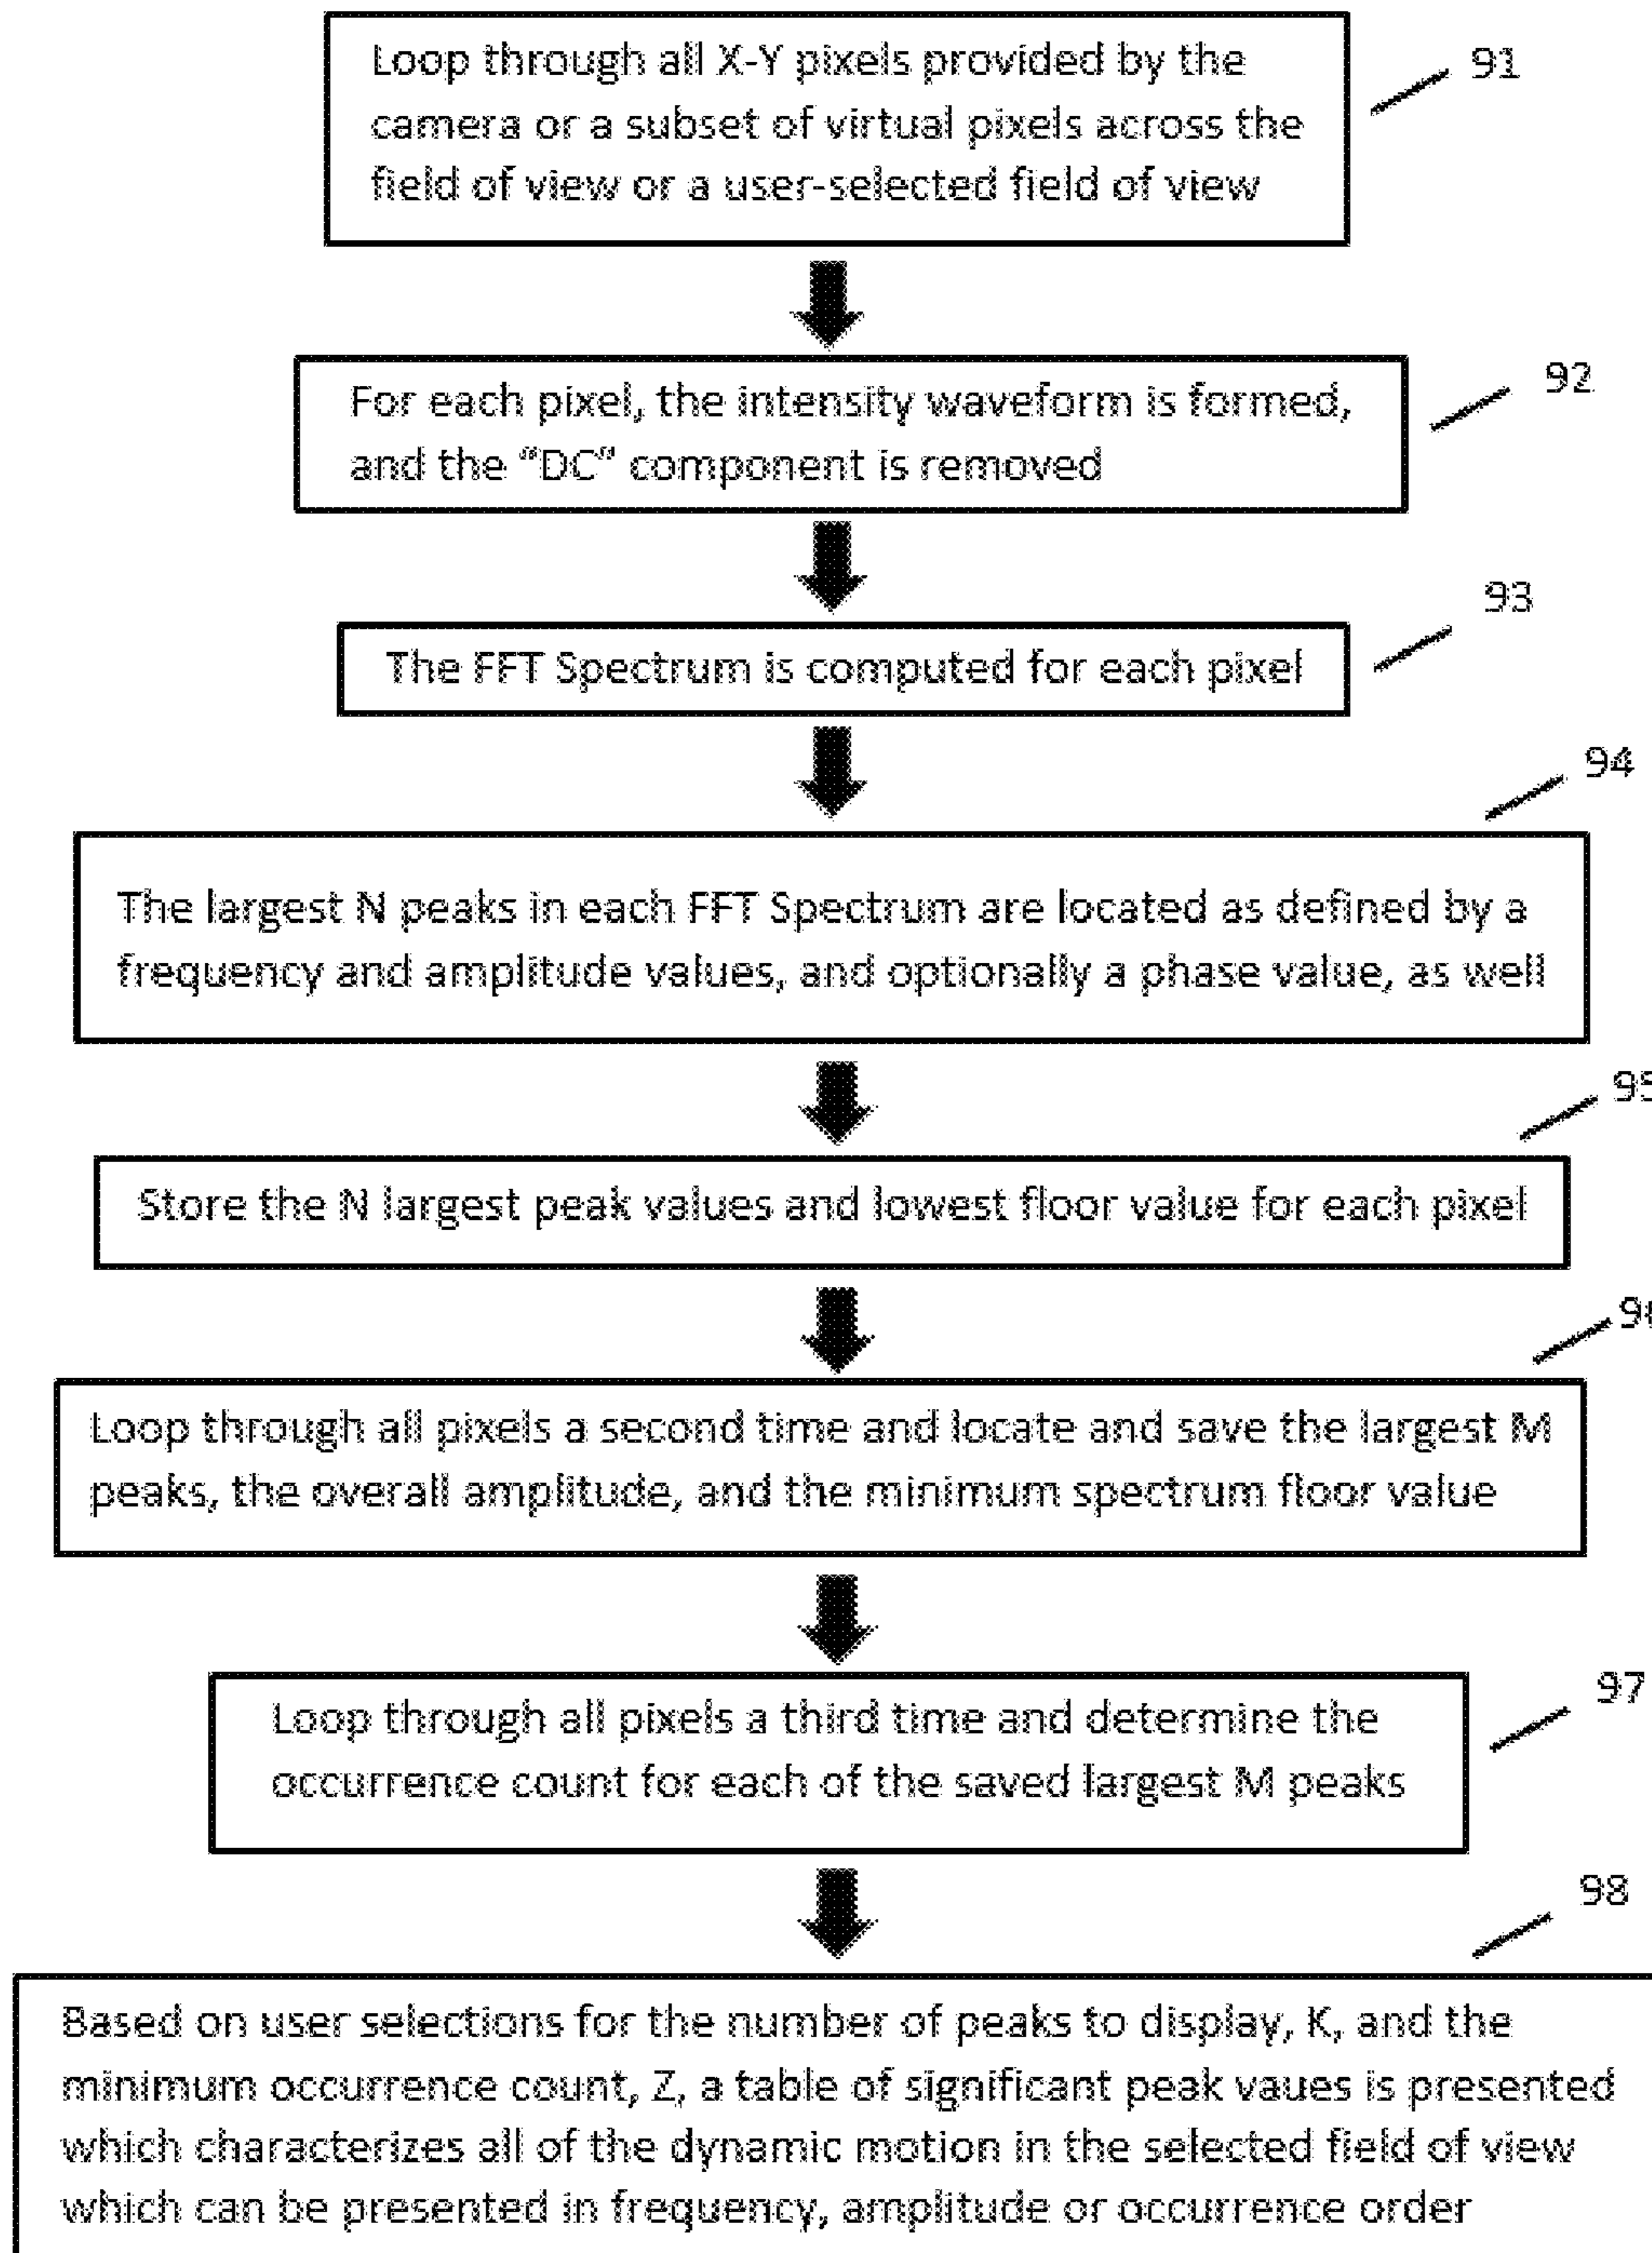 Loop through all X-Y pixels provided by the
camera or a subset of virtual pixels across the
field of view or a user-selected field of view
91
For each pixel, the intensity waveform is formed,
and the “DC” component is removed
92
The FFT Spectrum is computed for each pixel
93
94
The largest N peaks in each FFT Spectrum are located as defined by a
frequency and amplitude values, and optionally a phase value, as well
95
Store the N largest peak values and lowest floor value for each pixel
Loop through all pixels a second time and locate and save the largest M
peaks, the overall amplitude, and the minimum spectrum floor value
97
Loop through all pixels a third time and determine the
occurrence count for each of the saved largest M peaks
98
Based on user selections for the number of peaks to display, K, and the
minimum occurrence count, Z, a table of significant peak vaues is presented
which characterizes all of the dynamic motion in the selected field of view
which can be presented in frequency, amplitude or occurrence order